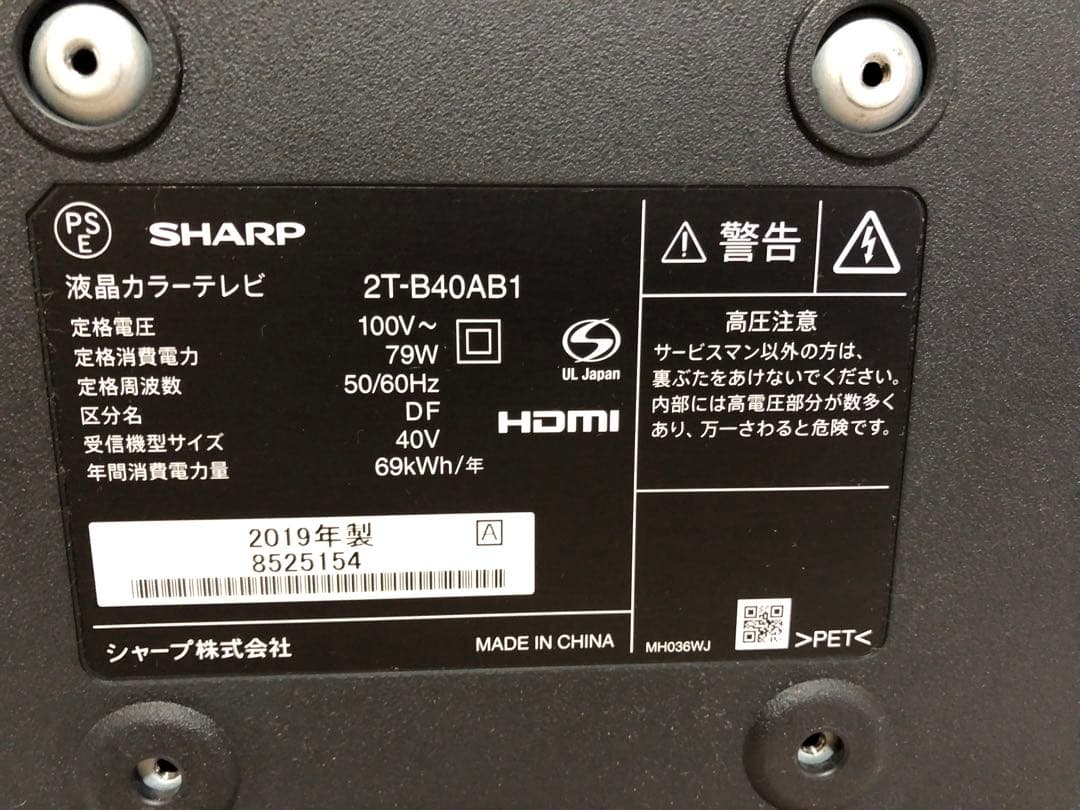 PSE
SHARP
液晶カラーテレビ 2T-B40AB1
定格電圧 100V～
定格消費電力 79W
定格周波数 50/60Hz
区分名 DF
受信機型サイズ 40V
年間消費電力量 69kWh/年
UL Japan
HDMI
2019年製 A
8525154
シャープ株式会社 MADE IN CHINA
警告
高圧注意
サービスマン以外の方は、
裏ぶたをあけないでください。
内部には高電圧部分が数多く
あり、万一さわると危険です。
MH036WJ >PET<